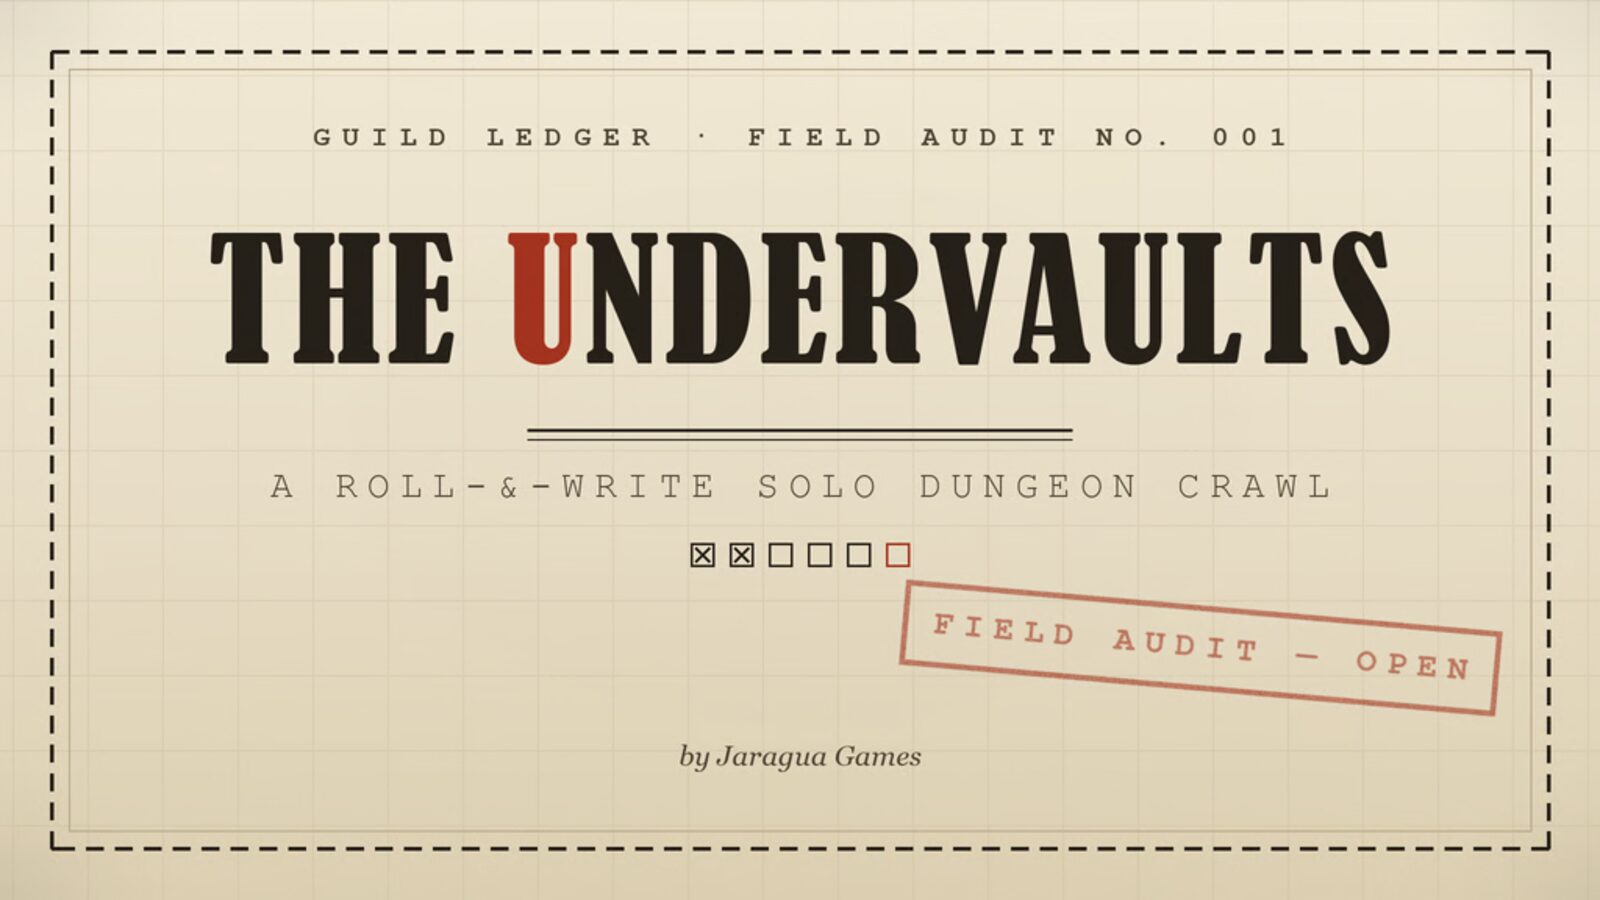 GUILD LEDGER · FIELD AUDIT NO. 001
THE UNDERVAULTS
A ROLL-&-WRITE SOLO DUNGEON CRAWL
☒☒☐☐☐☐
FIELD AUDIT — OPEN
by Jaragua Games